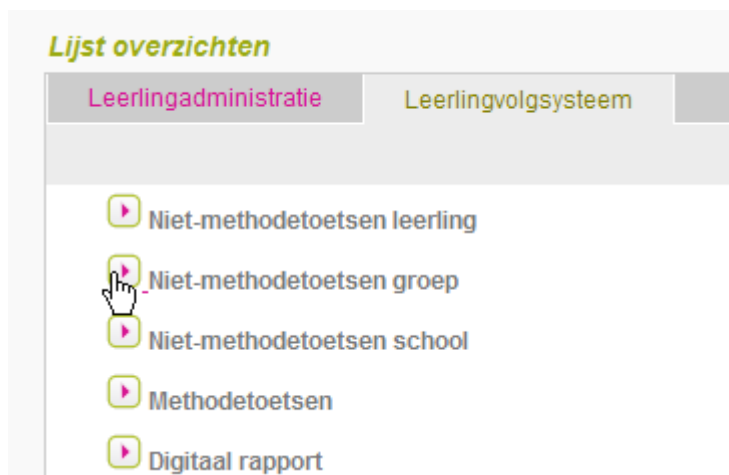 Lijst overzichten
Leerlingadministratie Leerlingvolgsysteem
Niet-methodetoetsen leerling
Niet-methodetoetsen groep
Niet-methodetoetsen school
Methodetoetsen
Digitaal rapport